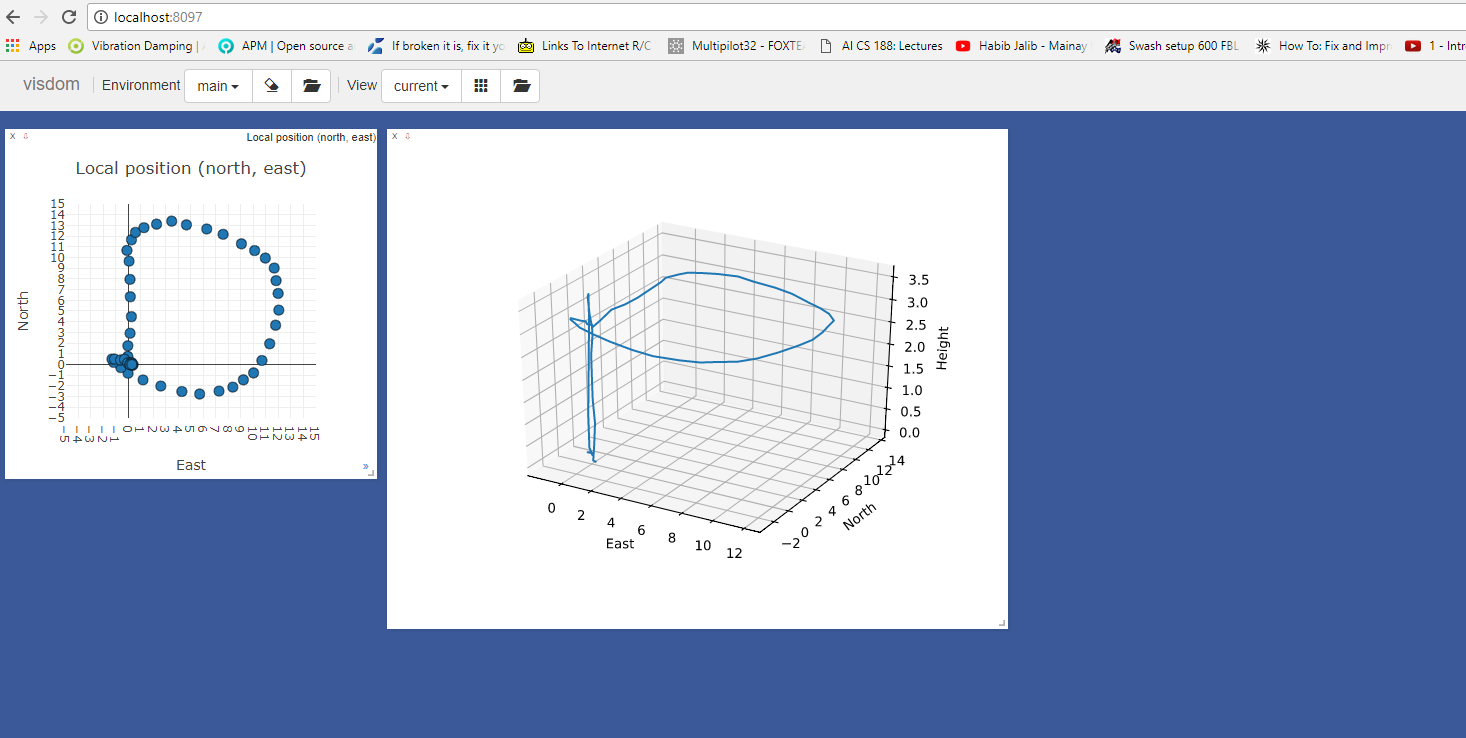 localhost:8097
Apps Vibration Damping | APM | Open source a If broken it is, fix it yo Links To Internet R/C Multipilot32 - FOXTE AI CS 188: Lectures Habib Jalib - Mainay Swash setup 600 FBL How To: Fix and Impr 1 - Intr
visdom Environment main View current
X Local position (north, east)
Local position (north, east)
15
14
13
12
11
10
9
8
7
6
5
4
3
2
1
0
−1
−2
−3
−4
−5
North
−5 −4 −3 −2 −1 0 1 2 3 4 5 6 7 8 9 10 11 12 13 14 15
East
»
X
3.5
3.0
2.5
2.0
1.5
1.0
0.5
0.0
Height
0 2 4 6 8 10 12
East
−2 0 2 4 6 8 10 12 14
North